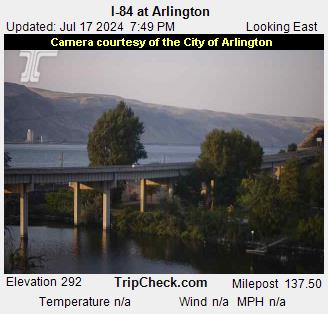 I-84 at Arlington
Updated: Jul 17 2024 7:49 PM Looking East
Camera courtesy of the City of Arlington
Elevation 292 TripCheck.com Milepost 137.50
Temperature n/a Wind n/a MPH n/a